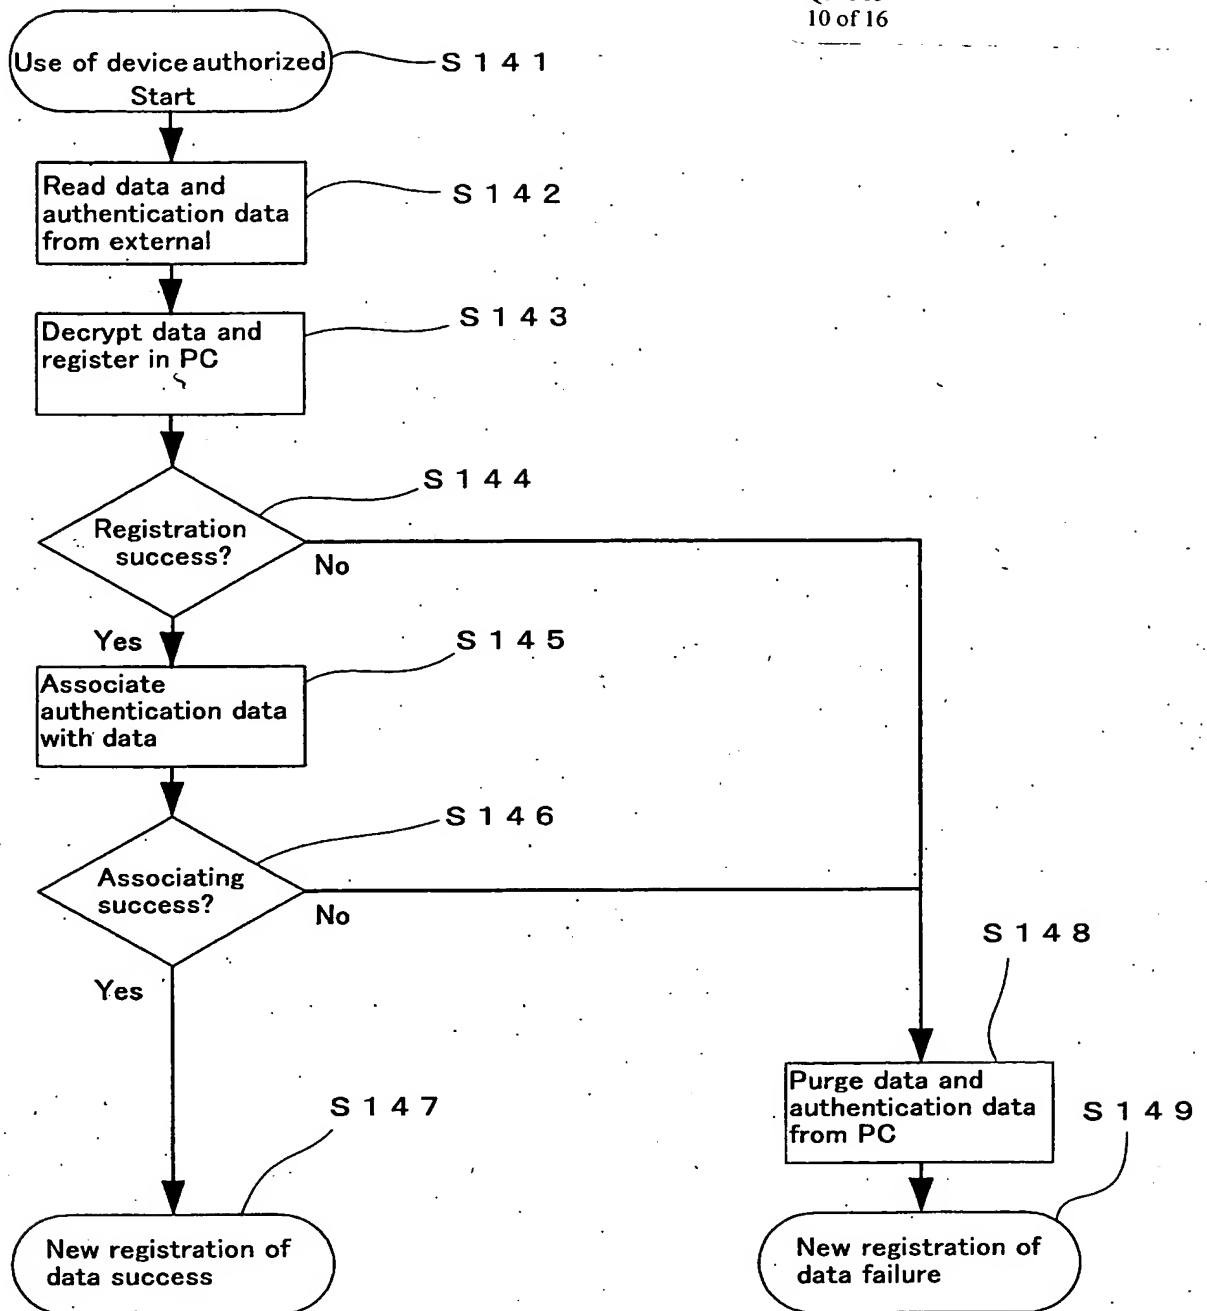 10 of 16
Use of device authorized
Start
S 1 4 1
Read data and
authentication data
from external
S 1 4 2
Decrypt data and
register in PC
S 1 4 3
Registration
success?
S 1 4 4
No
Yes
Associate
authentication data
with data
S 1 4 5
Associating
success?
S 1 4 6
No
Yes
S 1 4 8
Purge data and
authentication data
from PC
S 1 4 7
S 1 4 9
New registration of
data success
New registration of
data failure